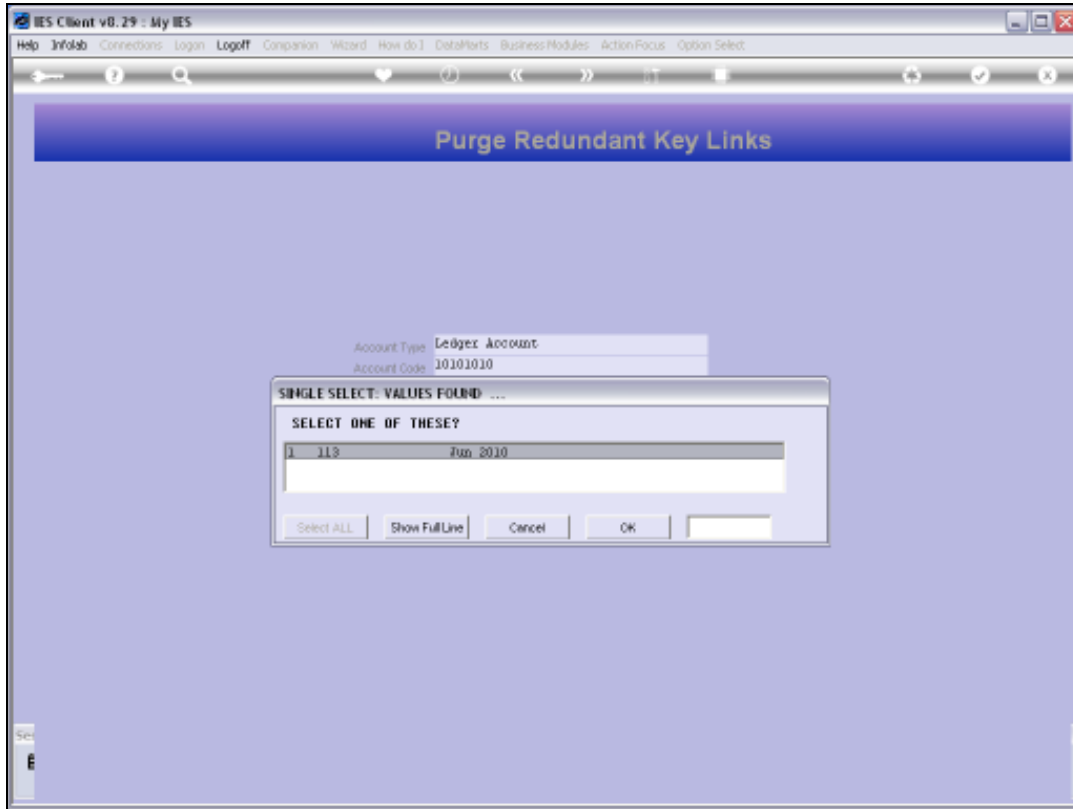 IES Client v8.29 : My IES
Help Infolab Connections Logon Logoff Companion Wizard How do I DataMarts Business Modules Action Focus Option Select
Purge Redundant Key Links
Account Type Ledger Account
Account Code 10101010
SINGLE SELECT: VALUES FOUND ...
SELECT ONE OF THESE?
1 113 Jun 2010
Select ALL Show Full Line Cancel OK